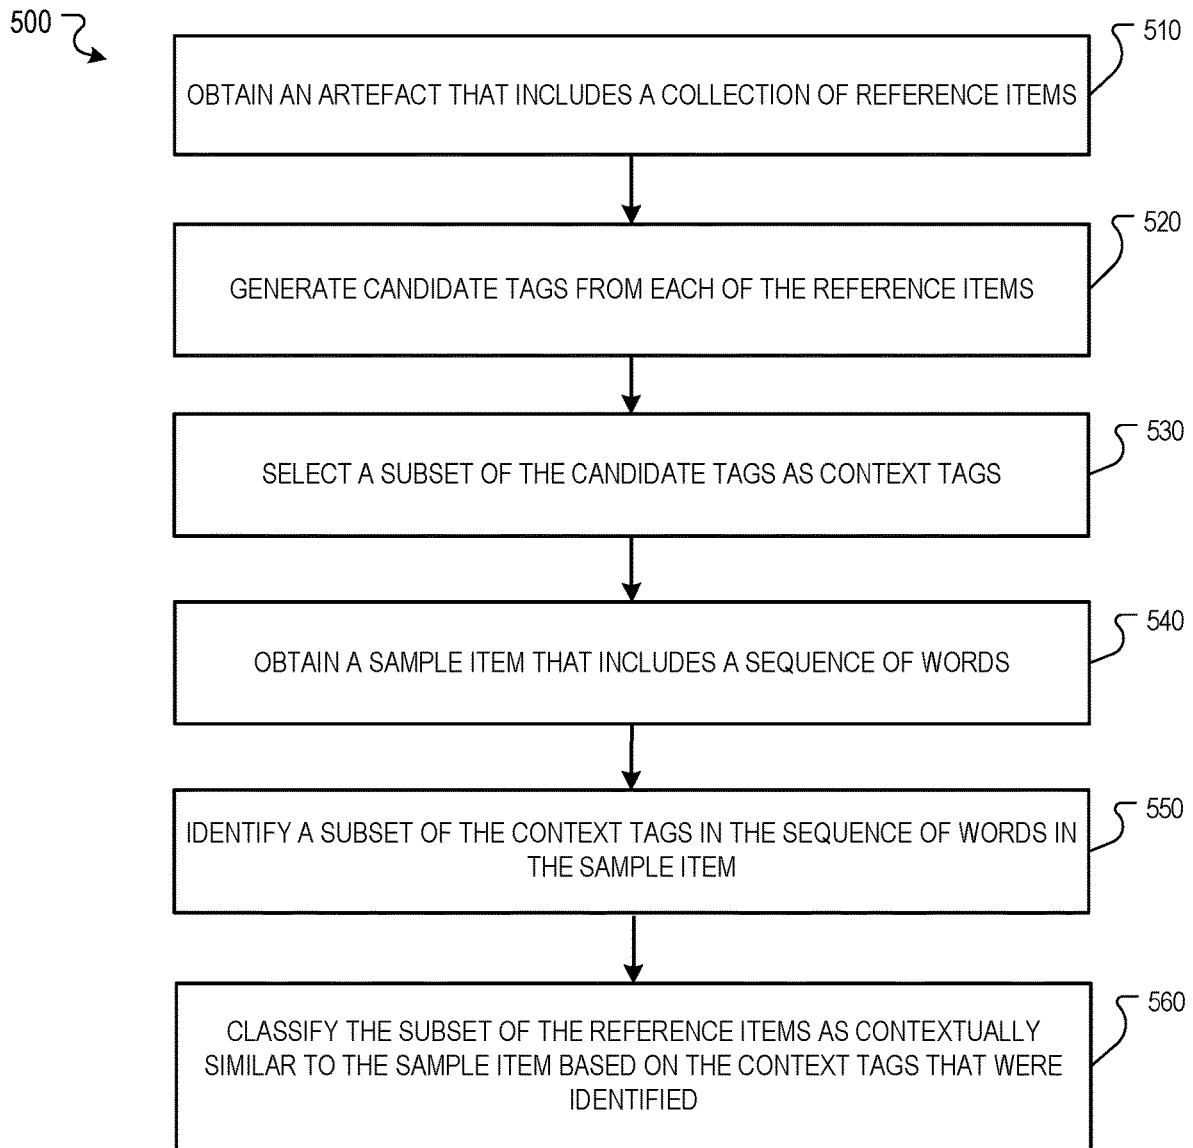 500
510
OBTAIN AN ARTEFACT THAT INCLUDES A COLLECTION OF REFERENCE ITEMS
520
GENERATE CANDIDATE TAGS FROM EACH OF THE REFERENCE ITEMS
530
SELECT A SUBSET OF THE CANDIDATE TAGS AS CONTEXT TAGS
540
OBTAIN A SAMPLE ITEM THAT INCLUDES A SEQUENCE OF WORDS
550
IDENTIFY A SUBSET OF THE CONTEXT TAGS IN THE SEQUENCE OF WORDS IN
THE SAMPLE ITEM
560
CLASSIFY THE SUBSET OF THE REFERENCE ITEMS AS CONTEXTUALLY
SIMILAR TO THE SAMPLE ITEM BASED ON THE CONTEXT TAGS THAT WERE
IDENTIFIED